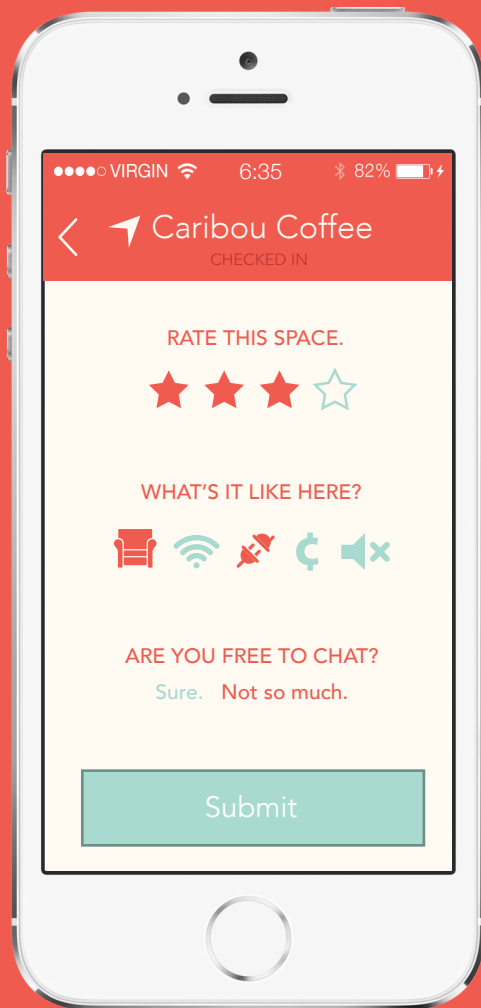 VIRGIN 6:35 82%
Caribou Coffee
CHECKED IN
RATE THIS SPACE.
WHAT'S IT LIKE HERE?
¢
ARE YOU FREE TO CHAT?
Sure. Not so much.
Submit